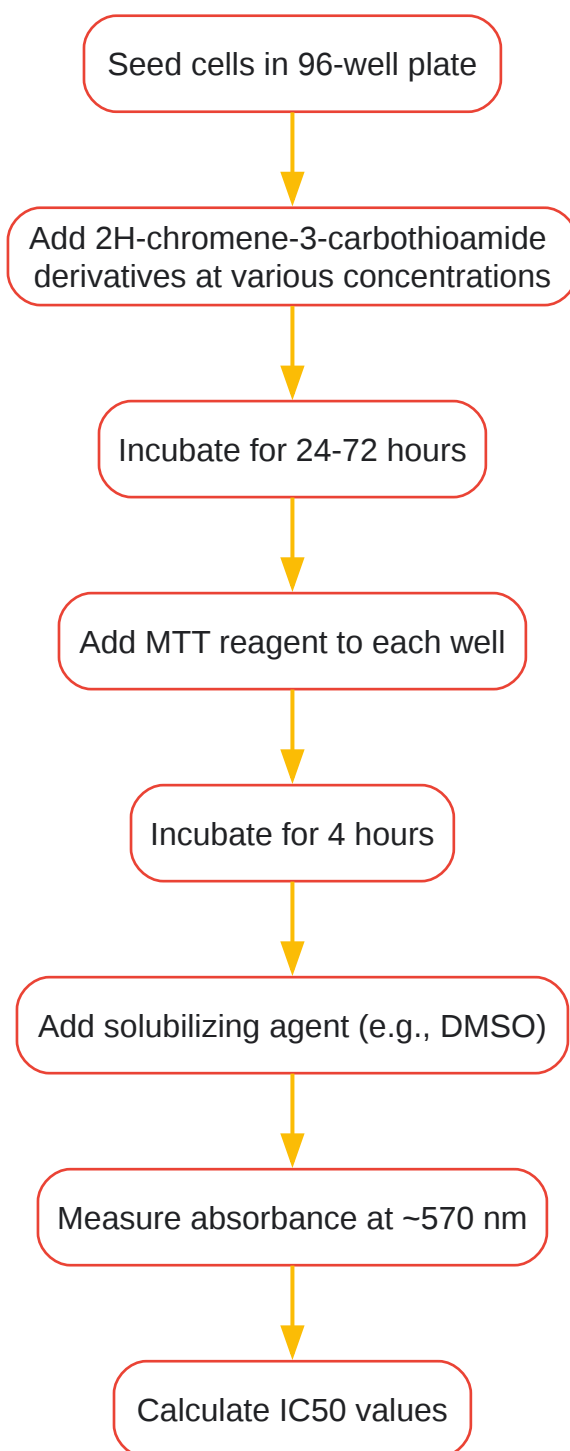 Seed cells in 96-well plate
Add 2H-chromene-3-carbothioamide
derivatives at various concentrations
Incubate for 24-72 hours
Add MTT reagent to each well
Incubate for 4 hours
Add solubilizing agent (e.g., DMSO)
Measure absorbance at ~570 nm
Calculate IC50 values